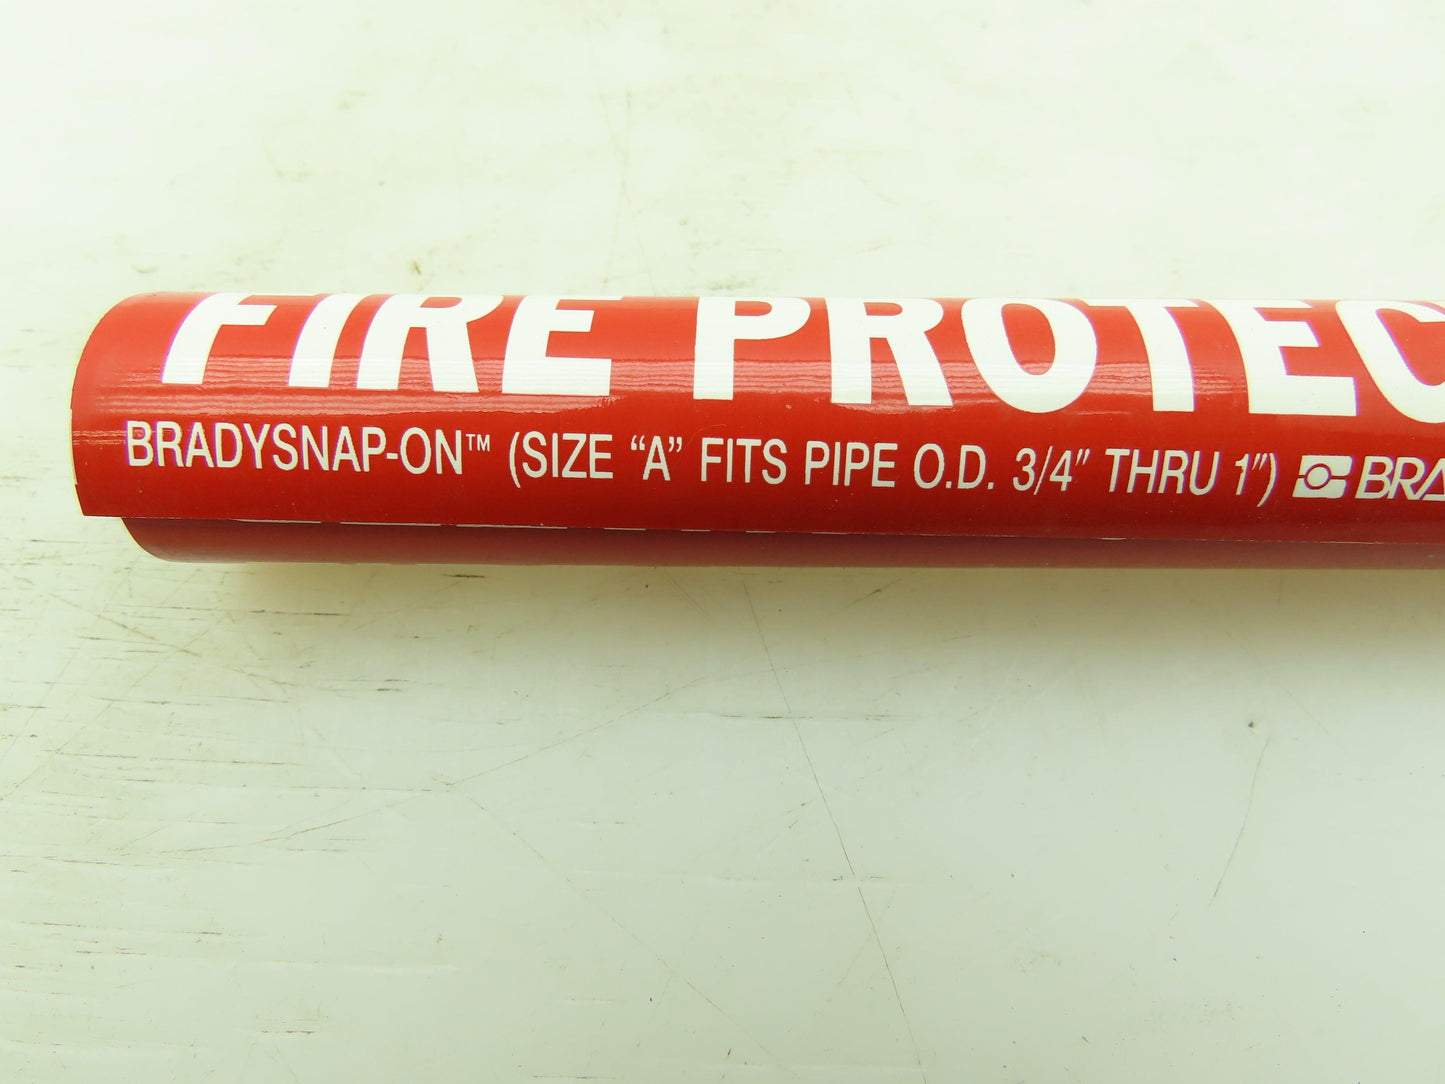 FIRE PROTEC
BRADYSNAP-ON™ (SIZE “A” FITS PIPE O.D. 3/4″ THRU 1″) BRA